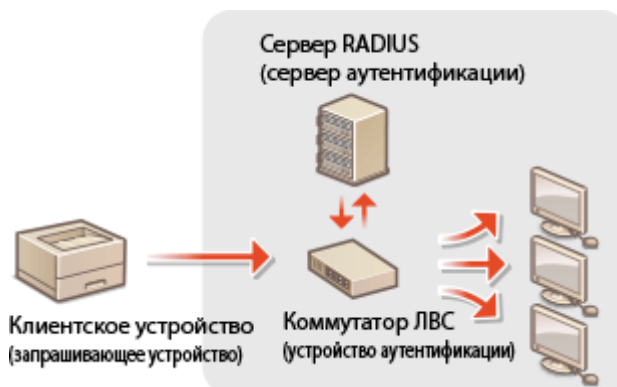 Сервер RADIUS
(сервер аутентификации)
Клиентское устройство
(запрашивающее устройство)
Коммутатор ЛВС
(устройство аутентификации)